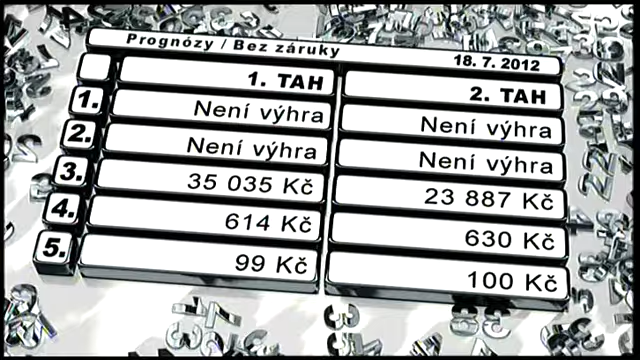 Prognózy / Bez záruky 18. 7. 2012
1. TAH 2. TAH
1. Není výhra Není výhra
2. Není výhra Není výhra
3. 35 035 Kč 23 887 Kč
4. 614 Kč 630 Kč
5. 99 Kč 100 Kč